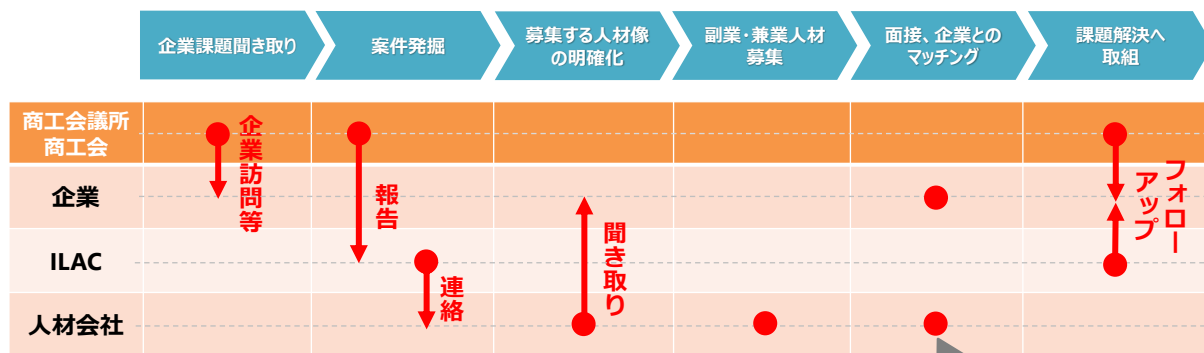 企業課題聞き取り
案件発掘
募集する人材像
の明確化
副業・兼業人材
募集
面接、企業との
マッチング
課題解決へ
取組
商工会議所
商工会
企業訪問等
報告
フォロー
アップ
企業
聞き取り
ILAC
連絡
人材会社